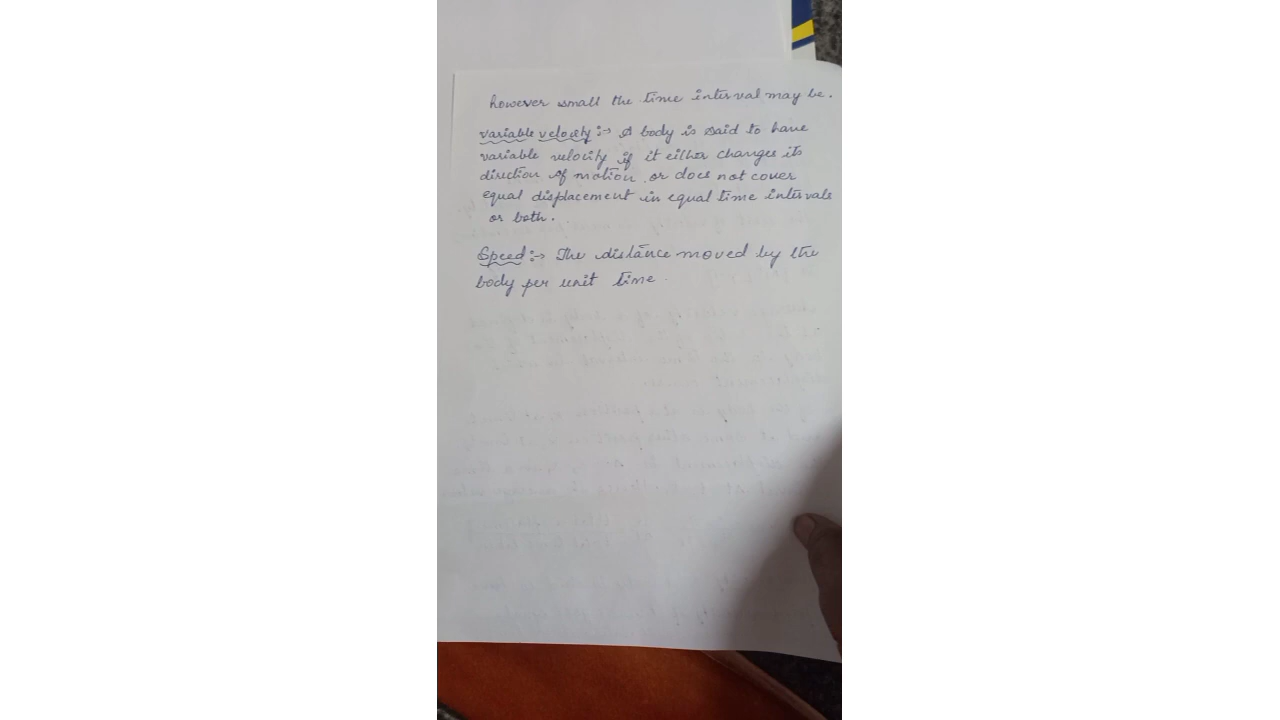 however small the time interval may be.
variable velocity :→ A body is said to have
variable velocity if it either changes its
direction of motion or does not cover
equal displacement in equal time intervals
or both.
Speed :→ The distance moved by the
body per unit time.